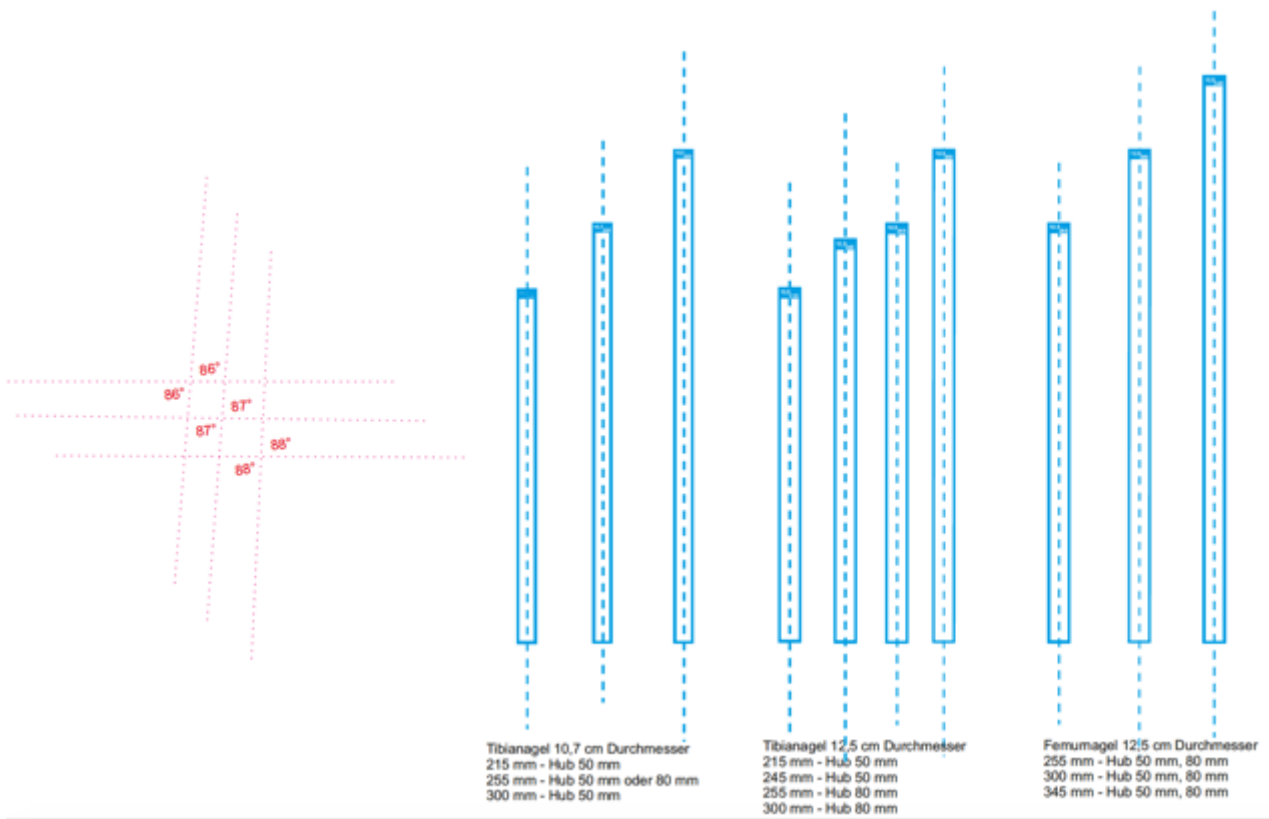 86°
86°
87°
87°
88°
88°
Tibianagel 10,7 cm Durchmesser
215 mm - Hub 50 mm
255 mm - Hub 50 mm oder 80 mm
300 mm - Hub 50 mm
Tibianagel 12,5 cm Durchmesser
215 mm - Hub 50 mm
245 mm - Hub 50 mm
255 mm - Hub 80 mm
300 mm - Hub 80 mm
Femurnagel 12,5 cm Durchmesser
255 mm - Hub 50 mm, 80 mm
300 mm - Hub 50 mm, 80 mm
345 mm - Hub 50 mm, 80 mm